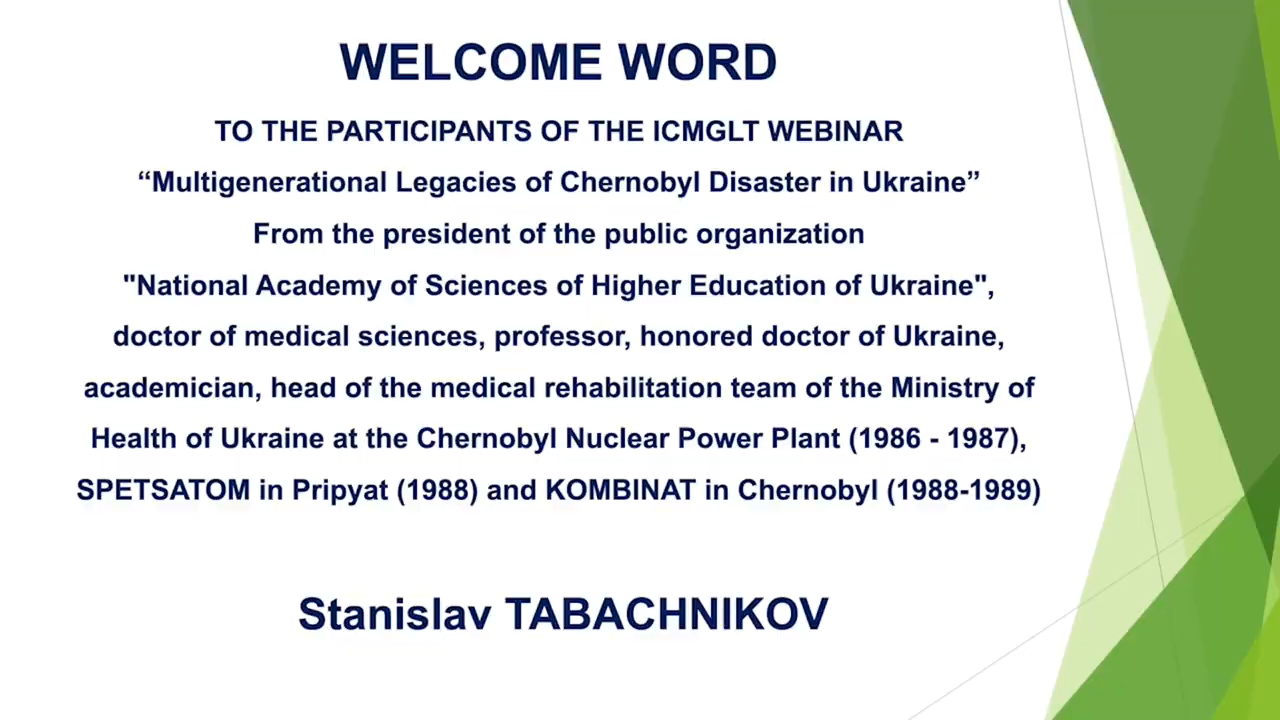 WELCOME WORD
TO THE PARTICIPANTS OF THE ICMGLT WEBINAR
“Multigenerational Legacies of Chernobyl Disaster in Ukraine”
From the president of the public organization
"National Academy of Sciences of Higher Education of Ukraine",
doctor of medical sciences, professor, honored doctor of Ukraine,
academician, head of the medical rehabilitation team of the Ministry of
Health of Ukraine at the Chernobyl Nuclear Power Plant (1986 - 1987),
SPETSATOM in Pripyat (1988) and KOMBINAT in Chernobyl (1988-1989)
Stanislav TABACHNIKOV